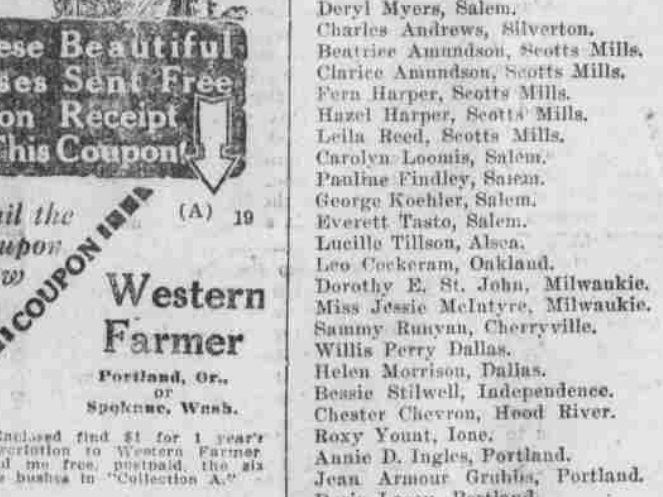 ese Beautiful
ses Sent Free
on Receipt
his Coupon
(A) 19
il the
upon
w
COUPON
Western
Farmer
Portland, Or.,
or
Spokane, Wash.
Enclosed find $1 for 1 year's
to Western Farmer
me free, postpaid, the six
bushes in "Collection A."
Deryl Myers, Salem.
Charles Andrews, Silverton.
Beatrice Amundson, Scotts Mills.
Clarice Amundson, Scotts Mills.
Fern Harper, Scotts Mills.
Hazel Harper, Scotts Mills.
Leila Reed, Scotts Mills.
Carolyn Loomis, Salem.
Pauline Findley, Salem.
George Koehler, Salem.
Everett Tasto, Salem.
Lucille Tillson, Alsea.
Leo Cockeram, Oakland.
Dorothy E. St. John, Milwaukie.
Miss Jessie McIntyre, Milwaukie.
Sammy Runyan, Cherryville.
Willis Perry Dallas.
Helen Morrison, Dallas.
Bessie Stilwell, Independence.
Chester Chevron, Hood River.
Roxy Yount, Ione.
Annie D. Ingles, Portland.
Jean Armour Grubbs, Portland.